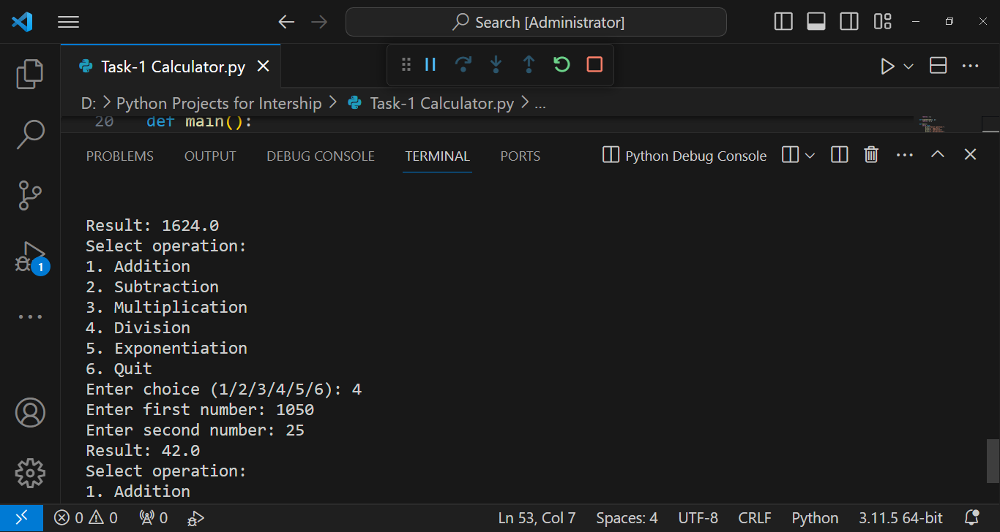 Search [Administrator]
Task-1 Calculator.py
D: > Python Projects for Intership > Task-1 Calculator.py > ...
20 def main():
PROBLEMS OUTPUT DEBUG CONSOLE TERMINAL PORTS Python Debug Console
Result: 1624.0
Select operation:
1. Addition
2. Subtraction
3. Multiplication
4. Division
5. Exponentiation
6. Quit
Enter choice (1/2/3/4/5/6): 4
Enter first number: 1050
Enter second number: 25
Result: 42.0
Select operation:
1. Addition
1
0 0 0 Ln 53, Col 7 Spaces: 4 UTF-8 CRLF Python 3.11.5 64-bit